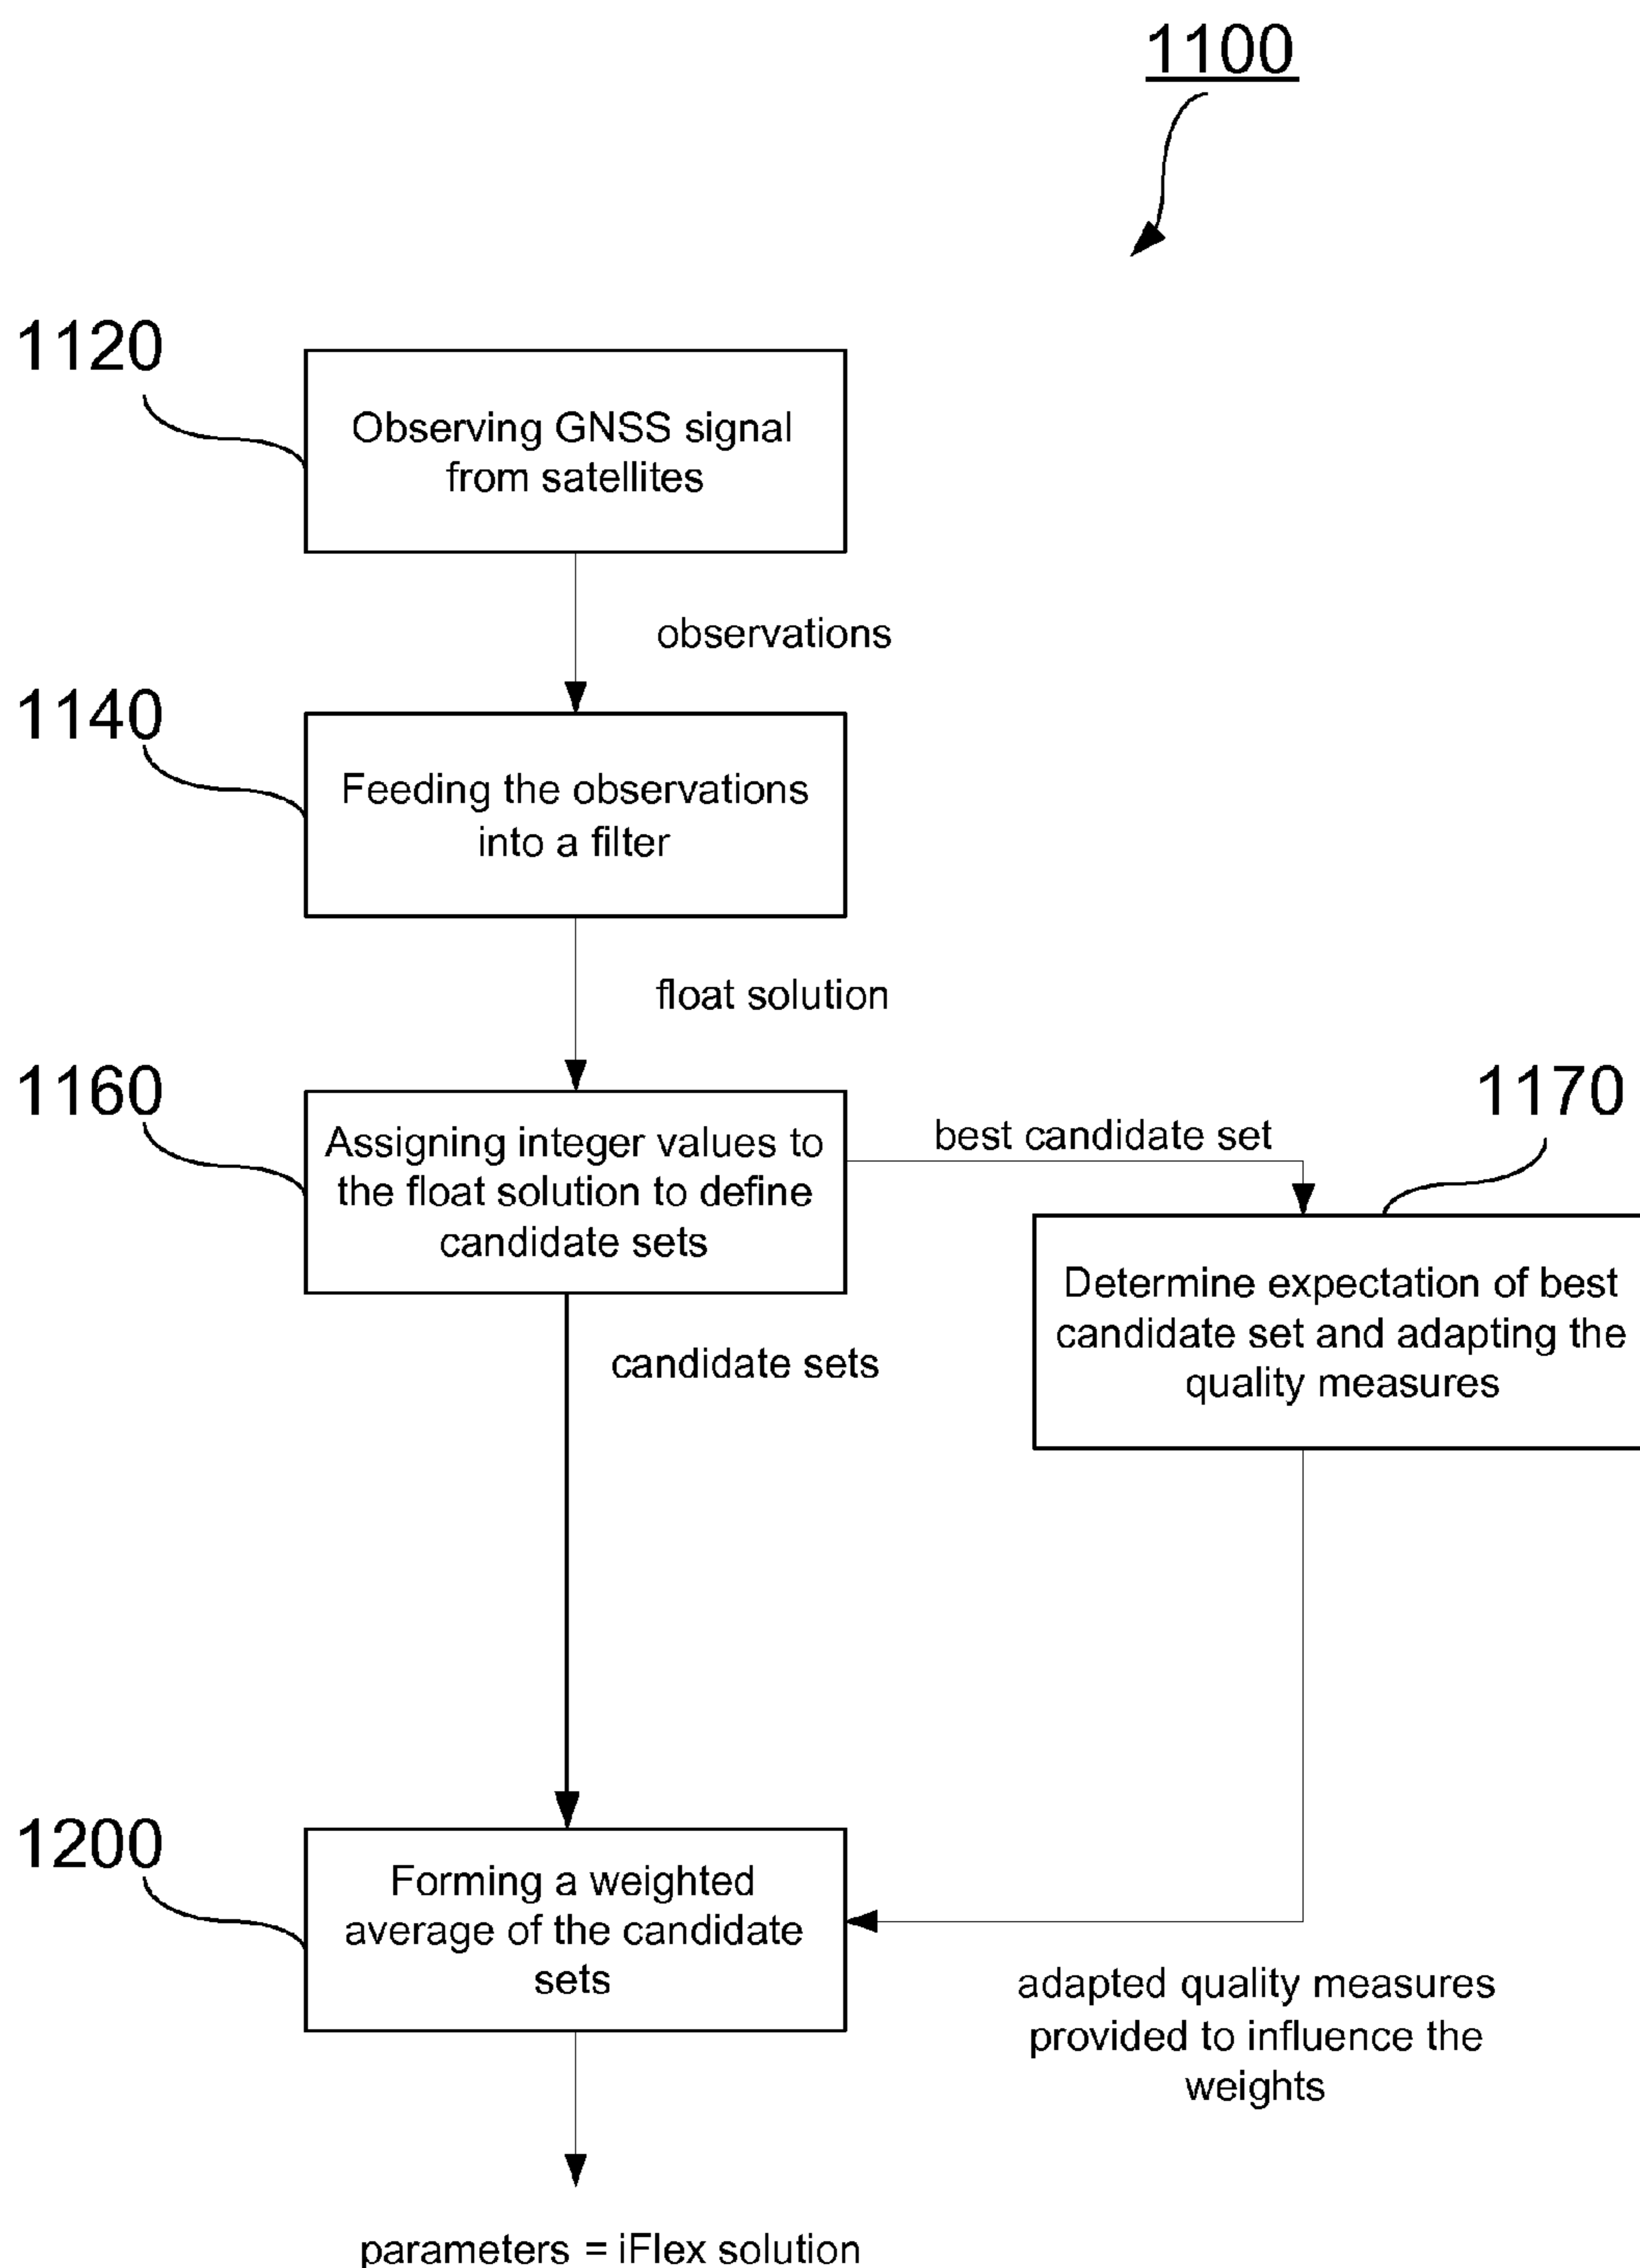 1100
1120
Observing GNSS signal
from satellites
observations
1140
Feeding the observations
into a filter
float solution
1160
Assigning integer values to
the float solution to define
candidate sets
best candidate set
1170
Determine expectation of best
candidate set and adapting the
quality measures
candidate sets
1200
Forming a weighted
average of the candidate
sets
adapted quality measures
provided to influence the
weights
parameters = iFlex solution